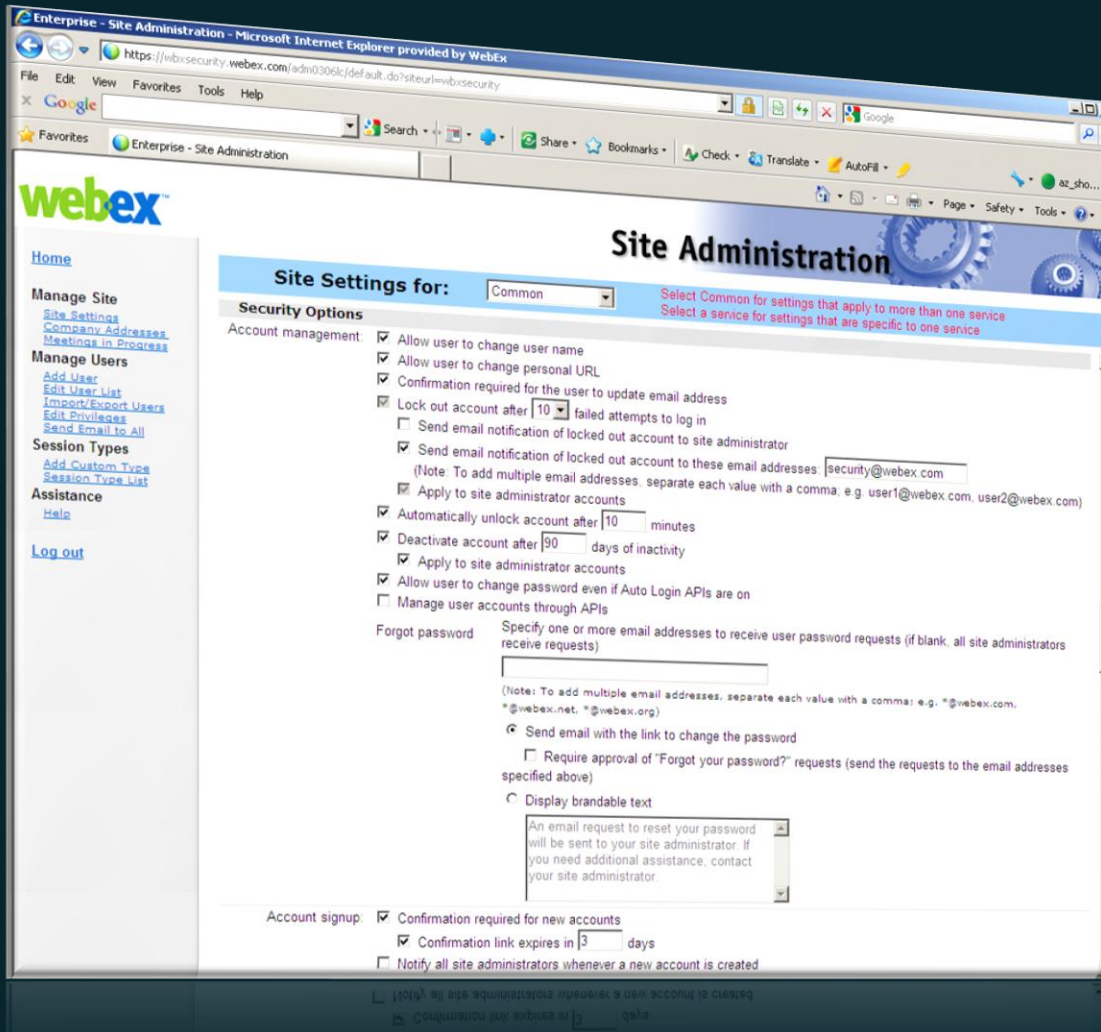 Enterprise - Site Administration - Microsoft Internet Explorer provided by WebEx
https://wbxsecurity.webex.com/adm0306lc/default.do?siteurl=wbxsecurity
Google
File Edit View Favorites Tools Help
Google Search Share Bookmarks Check Translate AutoFill az_sho...
Favorites Enterprise - Site Administration Page Safety Tools
webex™
Site Administration
Home
Manage Site
Site Settings
Company Addresses
Meetings in Progress
Manage Users
Add User
Edit User List
Import/Export Users
Edit Privileges
Send Email to All
Session Types
Add Custom Type
Session Type List
Assistance
Help
Log out
Site Settings for: Common
Select Common for settings that apply to more than one service
Select a service for settings that are specific to one service
Security Options
Account management: Allow user to change user name
Allow user to change personal URL
Confirmation required for the user to update email address
Lock out account after 10 failed attempts to log in
Send email notification of locked out account to site administrator
Send email notification of locked out account to these email addresses: security@webex.com
(Note: To add multiple email addresses, separate each value with a comma; e.g. user1@webex.com, user2@webex.com)
Apply to site administrator accounts
Automatically unlock account after 10 minutes
Deactivate account after 90 days of inactivity
Apply to site administrator accounts
Allow user to change password even if Auto Login APIs are on
Manage user accounts through APIs
Forgot password Specify one or more email addresses to receive user password requests (if blank, all site administrators
receive requests)
(Note: To add multiple email addresses, separate each value with a comma; e.g. *@webex.com,
*@webex.net, *@webex.org)
Send email with the link to change the password
Require approval of "Forgot your password?" requests (send the requests to the email addresses
specified above)
Display brandable text
An email request to reset your password
will be sent to your site administrator. If
you need additional assistance, contact
your site administrator.
Account signup: Confirmation required for new accounts
Confirmation link expires in 3 days
Notify all site administrators whenever a new account is created